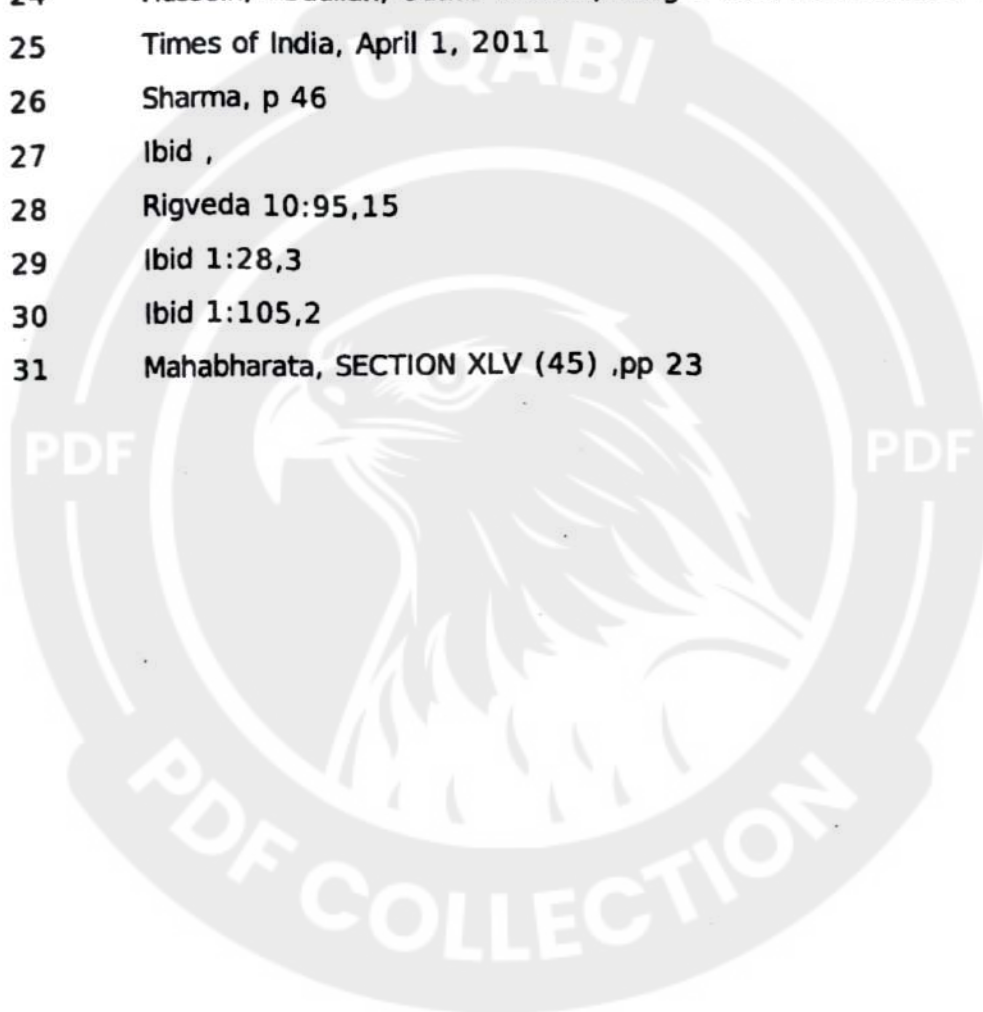 25 Times of India, April 1, 2011
26 Sharma, p 46
27 Ibid ,
28 Rigveda 10:95,15
29 Ibid 1:28,3
30 Ibid 1:105,2
31 Mahabharata, SECTION XLV (45) ,pp 23
UQABI
PDF PDF
PDF COLLECTION